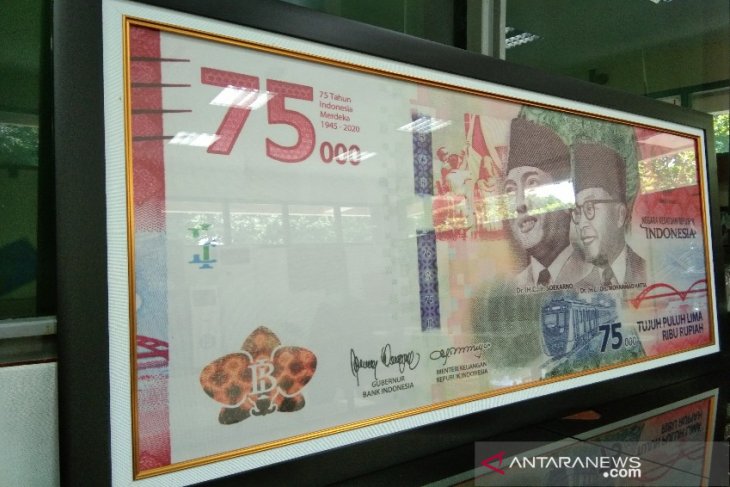 75 000
75 Tahun
Indonesia
Merdeka
1945 - 2020
NEGARA KESATUAN REPUBLIK
INDONESIA
Dr. (H.C.) Ir. SOEKARNO
Dr. (H.C.) Drs. MOHAMMAD HATTA
75 000
TUJUH PULUH LIMA
RIBU RUPIAH
GUBERNUR
BANK INDONESIA
MENTERI KEUANGAN
REPUBLIK INDONESIA
ANTARANEWS
.com